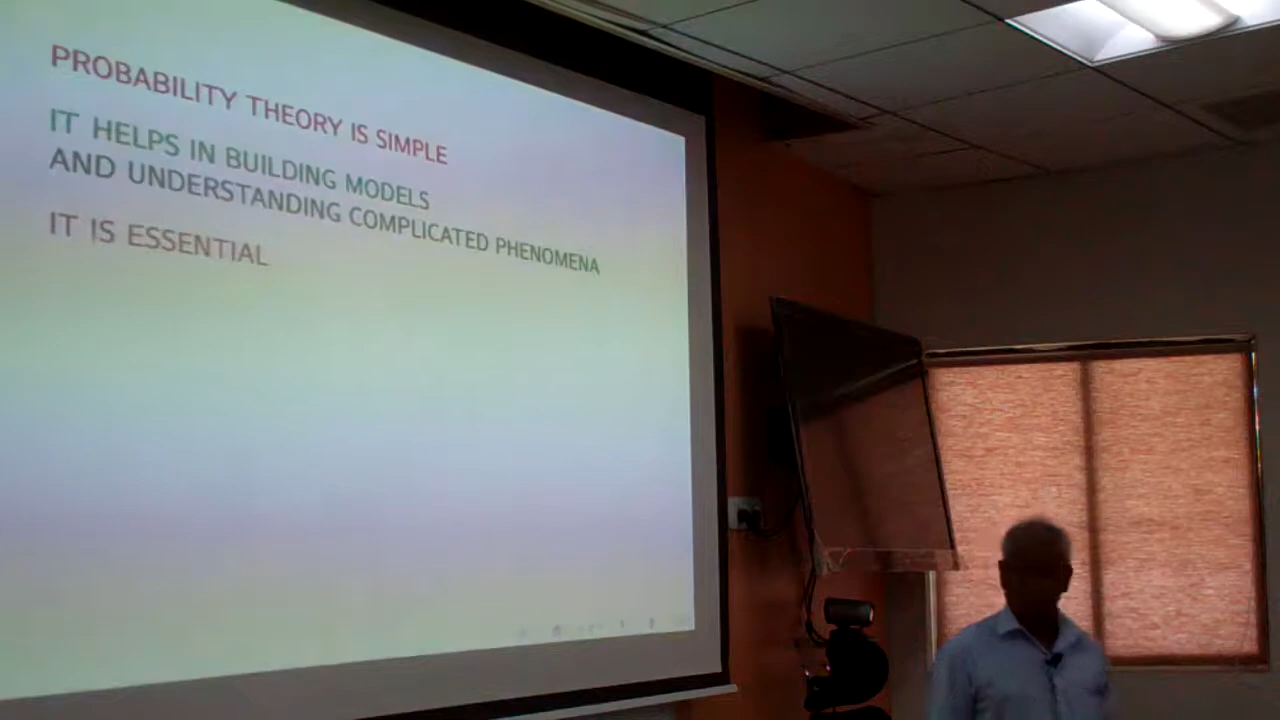 PROBABILITY THEORY IS SIMPLE
IT HELPS IN BUILDING MODELS
AND UNDERSTANDING COMPLICATED PHENOMENA
IT IS ESSENTIAL